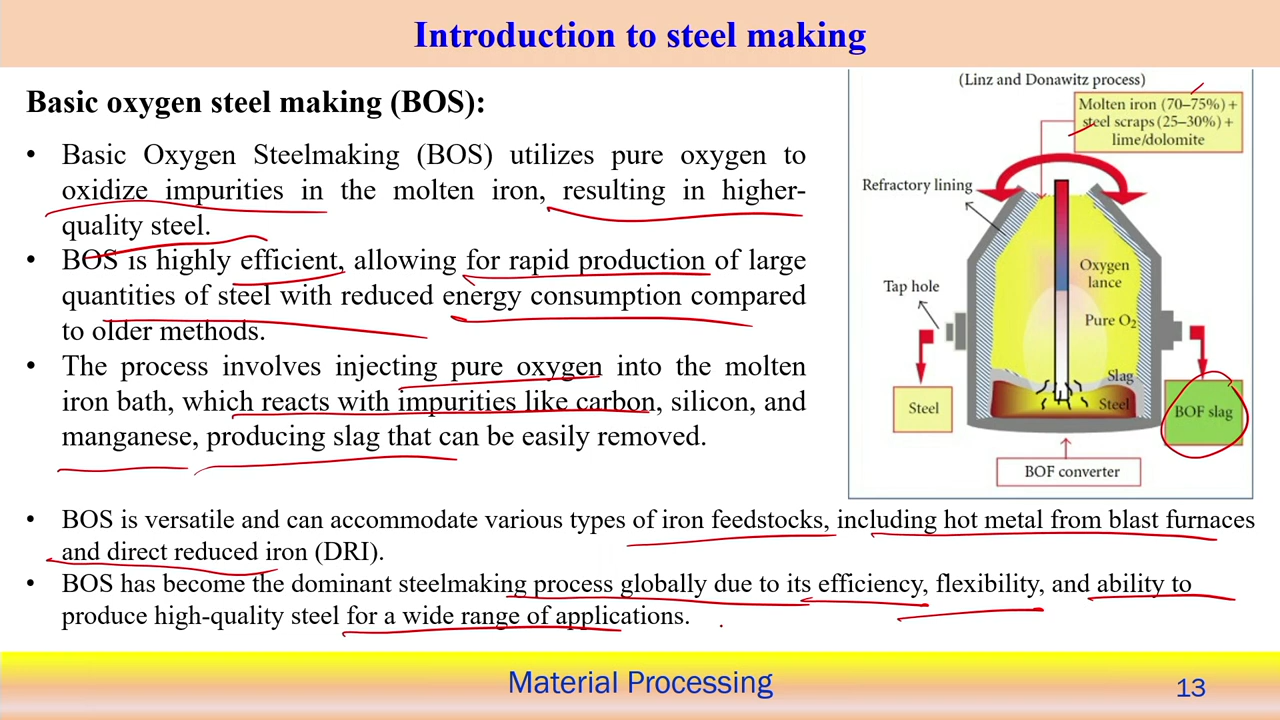 Introduction to steel making
Basic oxygen steel making (BOS):
• Basic Oxygen Steelmaking (BOS) utilizes pure oxygen to
oxidize impurities in the molten iron, resulting in higher-
quality steel.
• BOS is highly efficient, allowing for rapid production of large
quantities of steel with reduced energy consumption compared
to older methods.
• The process involves injecting pure oxygen into the molten
iron bath, which reacts with impurities like carbon, silicon, and
manganese, producing slag that can be easily removed.
• BOS is versatile and can accommodate various types of iron feedstocks, including hot metal from blast furnaces
and direct reduced iron (DRI).
• BOS has become the dominant steelmaking process globally due to its efficiency, flexibility, and ability to
produce high-quality steel for a wide range of applications.
(Linz and Donawitz process)
Molten iron (70–75%) +
steel scraps (25–30%) +
lime/dolomite
Refractory lining
Oxygen
lance
Tap hole
Pure O2
Slag
Steel
Steel
BOF slag
BOF converter
Material Processing
13